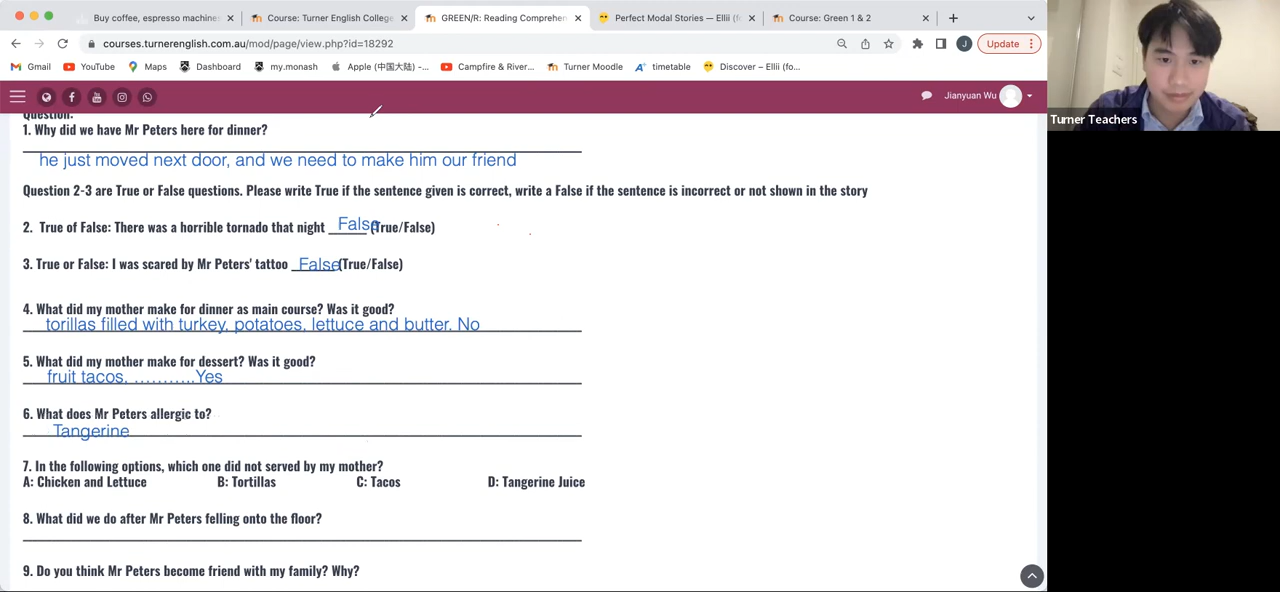 Buy coffee, espresso machine
Course: Turner English College
GREEN/R: Reading Comprehen
Perfect Modal Stories — Ellii (fo
Course: Green 1 & 2
courses.turnerenglish.com.au/mod/page/view.php?id=18292
J
Update
Gmail
YouTube
Maps
Dashboard
my.monash
Apple (中国大陆) -...
Campfire & River...
Turner Moodle
timetable
Discover – Ellii (fo...
Jianyuan Wu
Turner Teachers
Question:
1. Why did we have Mr Peters here for dinner?
he just moved next door, and we need to make him our friend
Question 2-3 are True or False questions. Please write True if the sentence given is correct, write a False if the sentence is incorrect or not shown in the story
2. True of False: There was a horrible tornado that night ____ False (True/False)
3. True or False: I was scared by Mr Peters' tattoo ____ False (True/False)
4. What did my mother make for dinner as main course? Was it good?
torillas filled with turkey, potatoes, lettuce and butter. No
5. What did my mother make for dessert? Was it good?
fruit tacos. ………..Yes
6. What does Mr Peters allergic to?
Tangerine
7. In the following options, which one did not served by my mother?
A: Chicken and Lettuce B: Tortillas C: Tacos D: Tangerine Juice
8. What did we do after Mr Peters felling onto the floor?
9. Do you think Mr Peters become friend with my family? Why?